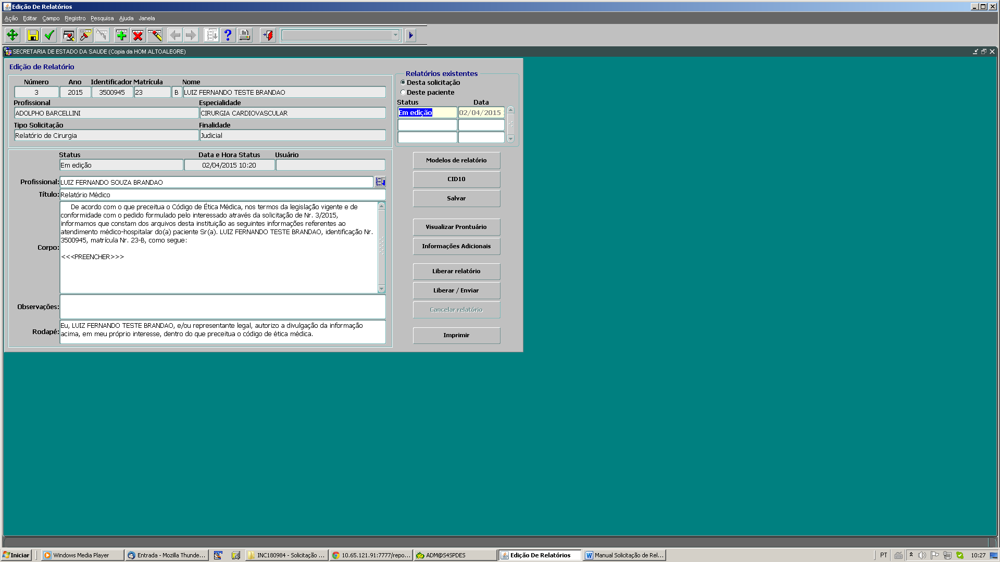 Edição De Relatórios
Ação Editar Campo Registro Pesquisa Ajuda Janela
SECRETARIA DE ESTADO DA SAUDE (Copia da HOM ALTOALEGRE)
Edição de Relatório
Número Ano Identificador Matrícula Nome
3 2015 3500945 23 B LUIZ FERNANDO TESTE BRANDAO
Profissional Especialidade
ADOLPHO BARCELLINI CIRURGIA CARDIOVASCULAR
Tipo Solicitação Finalidade
Relatório de Cirurgia Judicial
Relatórios existentes
Desta solicitação
Deste paciente
Status Data
Em edição 02/04/2015
Status Data e Hora Status Usuário
Em edição 02/04/2015 10:20
Profissional: LUIZ FERNANDO SOUZA BRANDAO
Título: Relatório Médico
Corpo:
De acordo com o que preceitua o Código de Ética Médica, nos termos da legislação vigente e de
conformidade com o pedido formulado pelo interessado através da solicitação de Nr. 3/2015,
informamos que constam dos arquivos desta instituição as seguintes informações referentes ao
atendimento médico-hospitalar do(a) paciente Sr(a). LUIZ FERNANDO TESTE BRANDAO, identificação Nr.
3500945, matrícula Nr. 23-B, como segue:
<<<PREENCHER>>>
Observações:
Rodapé:
Eu, LUIZ FERNANDO TESTE BRANDAO, e/ou representante legal, autorizo a divulgação da informação
acima, em meu próprio interesse, dentro do que preceitua o código de ética médica.
Modelos de relatório
CID10
Salvar
Visualizar Prontuário
Informações Adicionais
Liberar relatório
Liberar / Enviar
Cancelar relatório
Imprimir
Iniciar Windows Media Player Entrada - Mozilla Thunde... INC180984 - Solicitação ... 10.65.121.91:7777/repo... ADM@S4SPDES Edição De Relatórios Manual Solicitação de Rel... PT 10:27